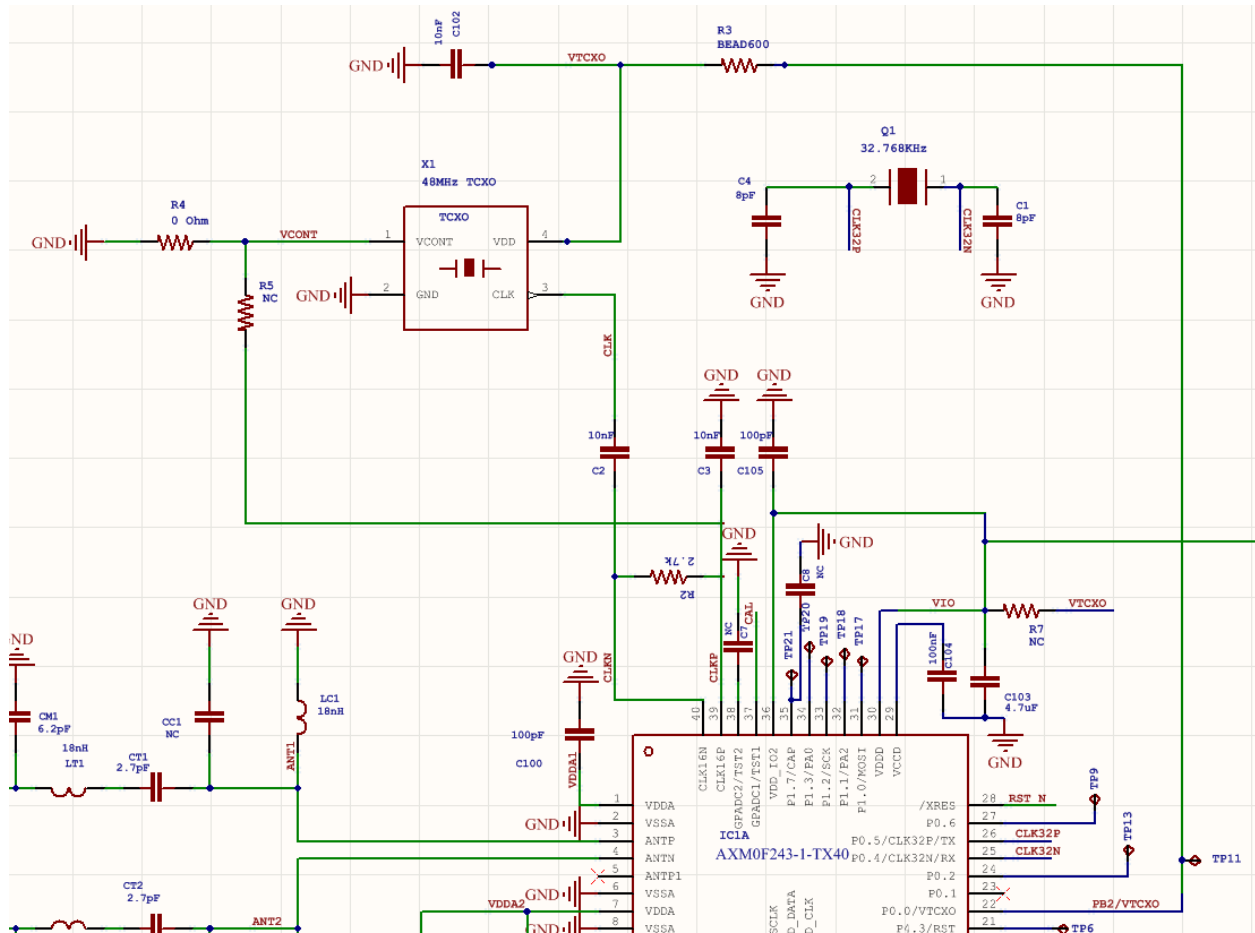 10nF
C102
GND
VTCXO
R3
BEAD600
Q1
32.768KHz
X1
48MHz TCXO
C4
8pF
2
1
C1
8pF
CLK32P
CLK32N
GND
GND
R4
0 Ohm
GND
VCONT
TCXO
1
VCONT
VDD
4
R5
NC
GND
2
GND
CLK
3
CLK
GND
GND
10nF
C2
10nF
C3
100pF
C105
GND
GND
C8
NC
2.7k
R2
CAL
NC
C7
TP21
TP20
TP19
TP18
TP17
VIO
VTCXO
R7
NC
100nF
C104
C103
4.7uF
GND
GND
GND
GND
CM1
6.2pF
CC1
NC
LC1
18nH
ANT1
18nH
LT1
CT1
2.7pF
GND
100pF
C100
VDDA1
CLKN
CLKP
40
39
38
37
36
35
34
33
32
31
30
29
CLK16N
CLK16P
GPADC2/TST2
GPADC1/TST1
VDD_IO2
P1.7/CAP
P1.3/PA0
P1.2/SCK
P1.1/PA2
P1.0/MOSI
VDDD
VCCD
1
VDDA
GND
2
VSSA
3
ANTP
4
ANTN
5
ANTP1
GND
6
VSSA
VDDA2
7
VDDA
GND
8
VSSA
IC1A
AXM0F243-1-TX40
/XRES
28
RST_N
P0.6
27
TP9
P0.5/CLK32P/TX
26
CLK32P
P0.4/CLK32N/RX
25
CLK32N
P0.2
24
TP13
P0.1
23
TP11
P0.0/VTCXO
22
PB2/VTCXO
P4.3/RST
21
TP6
CT2
2.7pF
ANT2